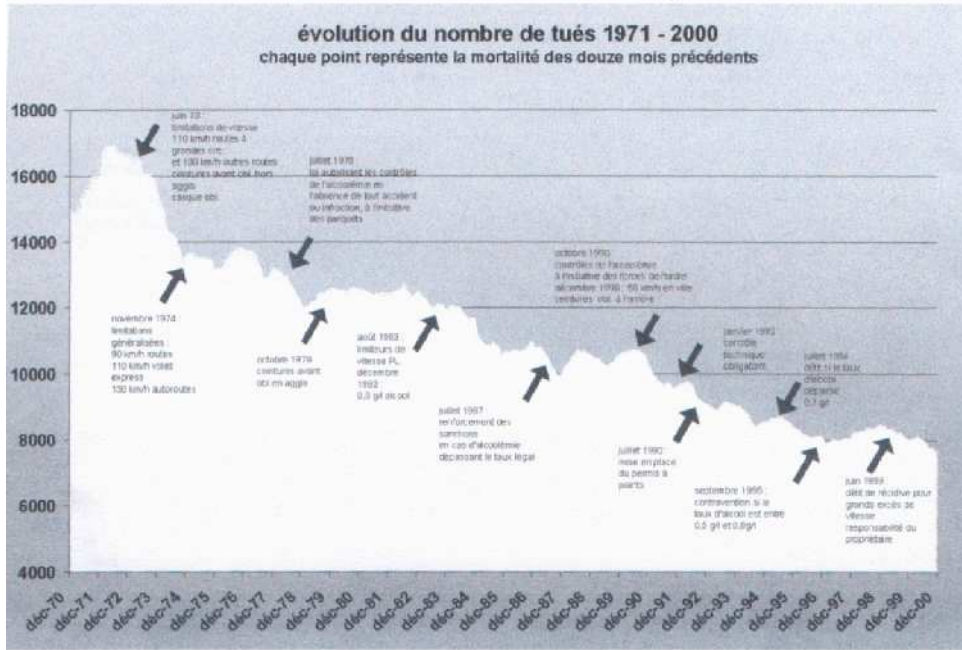 évolution du nombre de tués 1971 - 2000
chaque point représente la mortalité des douze mois précédents
18000
16000
14000
12000
10000
8000
6000
4000
limitations de vitesse
110 km/h routes à
grandes
et 100 km/h autres routes
ceintures avant obl hors
agglo
casque obl
juillet 1978
loi autorisant les contrôles
de l'alcoolémie en
l'absence de tout accident
ou infraction, à l'initiative
des parquets
novembre 1974 :
limitations
généralisées :
90 km/h routes
110 km/h voies
express
130 km/h autoroutes
octobre 1979
ceintures avant
obl en agglo
août 1983
limiteurs de
vitesse PL,
décembre
1983
0,8 g/l alcool
juillet 1987
renforcement des
sanctions
en cas d'alcoolémie
dépassant le taux légal
octobre 1990
contrôles de l'alcoolémie
à l'initiative des forces de l'ordre
décembre 1990 : 50 km/h en ville
ceintures obl. à l'arrière
janvier 1992
contrôle
technique
obligatoire
juillet 1992 :
mise en place
du permis à
points
juillet 1994
délit si le taux
d'alcool
dépasse
0,7 g/l
septembre 1995 :
contravention si le
taux d'alcool est entre
0,5 g/l et 0,8g/l
juin 1999
délit de récidive pour
grands excès de
vitesse
responsabilité du
propriétaire
déc-70
déc-71
déc-72
déc-73
déc-74
déc-75
déc-76
déc-77
déc-78
déc-79
déc-80
déc-81
déc-82
déc-83
déc-84
déc-85
déc-86
déc-87
déc-88
déc-89
déc-90
déc-91
déc-92
déc-93
déc-94
déc-95
déc-96
déc-97
déc-98
déc-99
déc-00